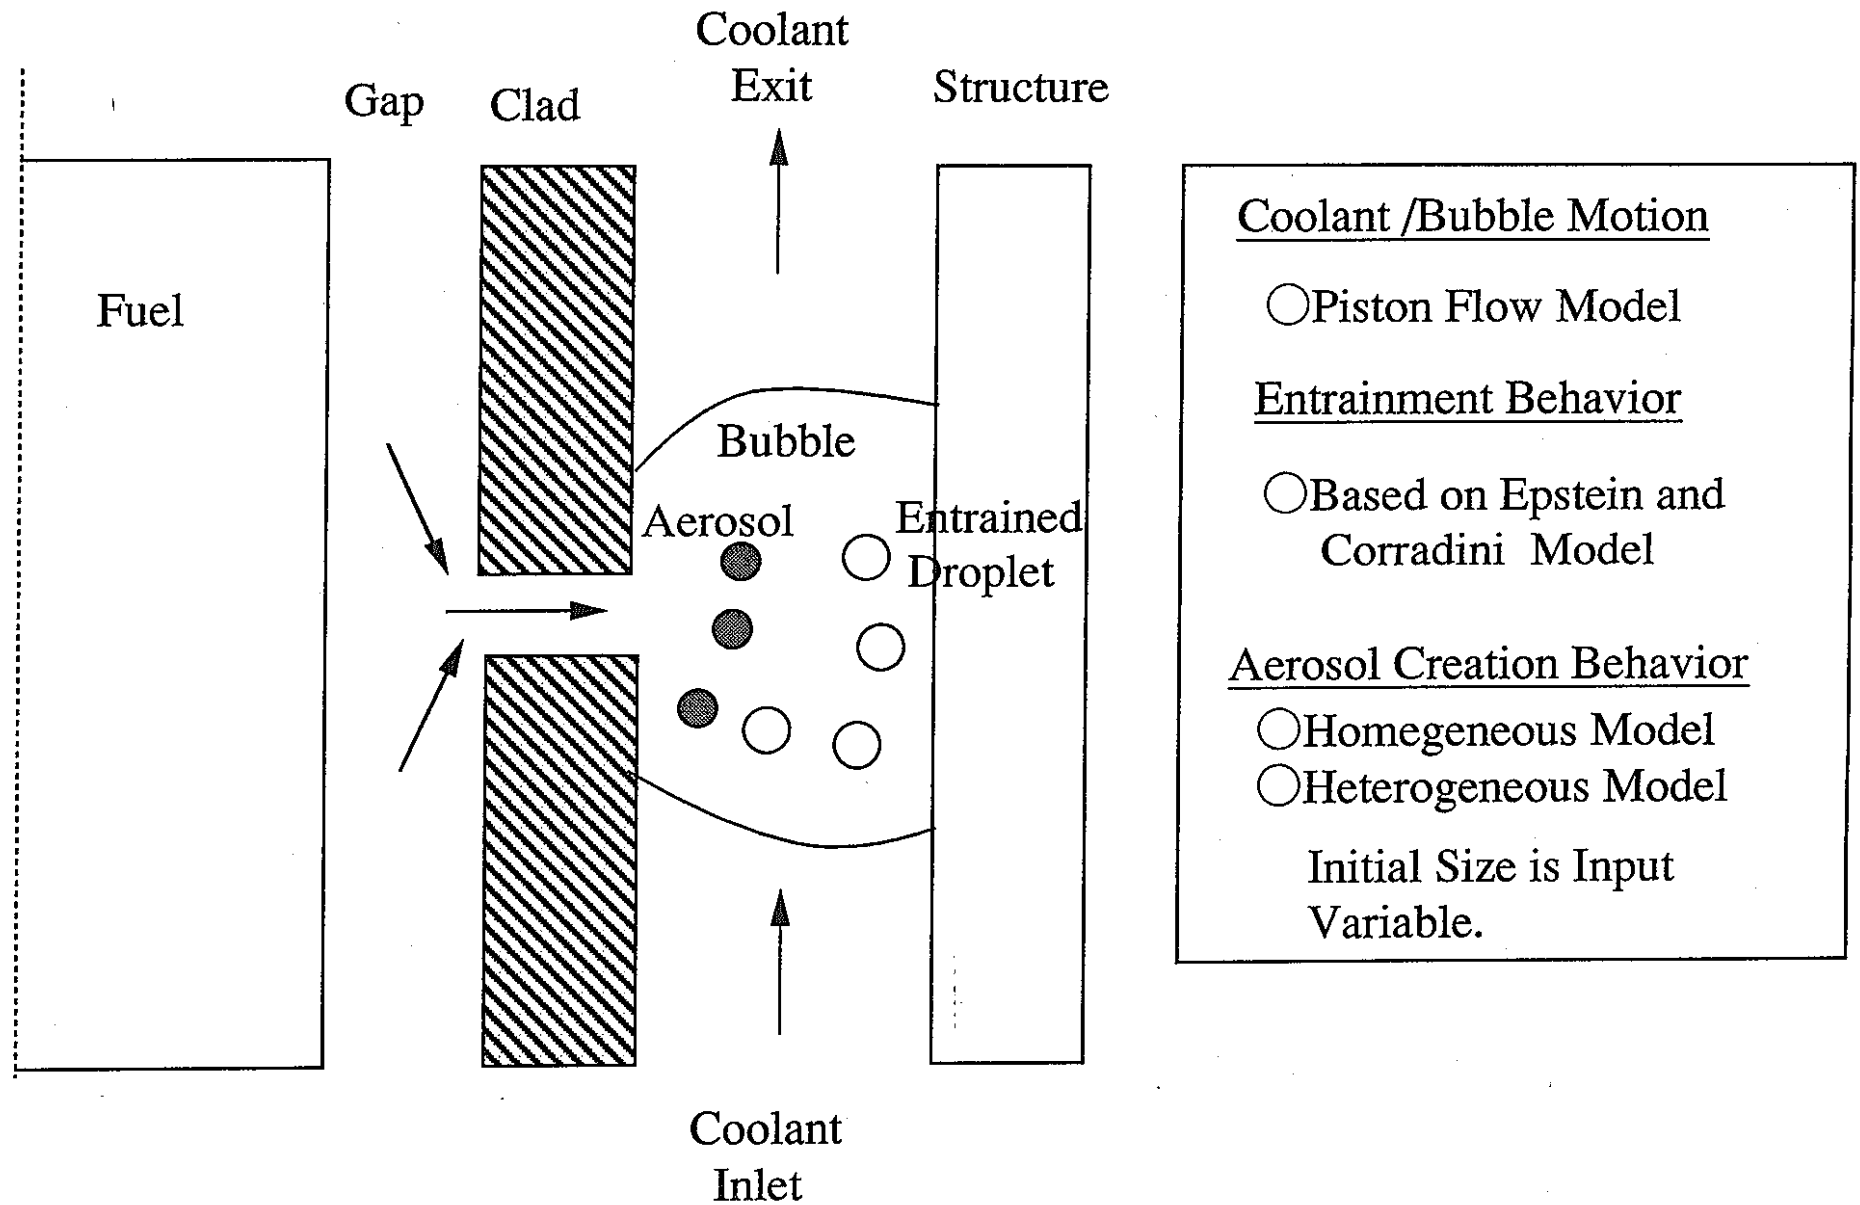 Coolant
Exit
Gap
Clad
Structure
Fuel
Bubble
Aerosol
Entrained
Droplet
Coolant
Inlet
Coolant /Bubble Motion
○Piston Flow Model
Entrainment Behavior
○Based on Epstein and
Corradini Model
Aerosol Creation Behavior
○Homegeneous Model
○Heterogeneous Model
Initial Size is Input
Variable.